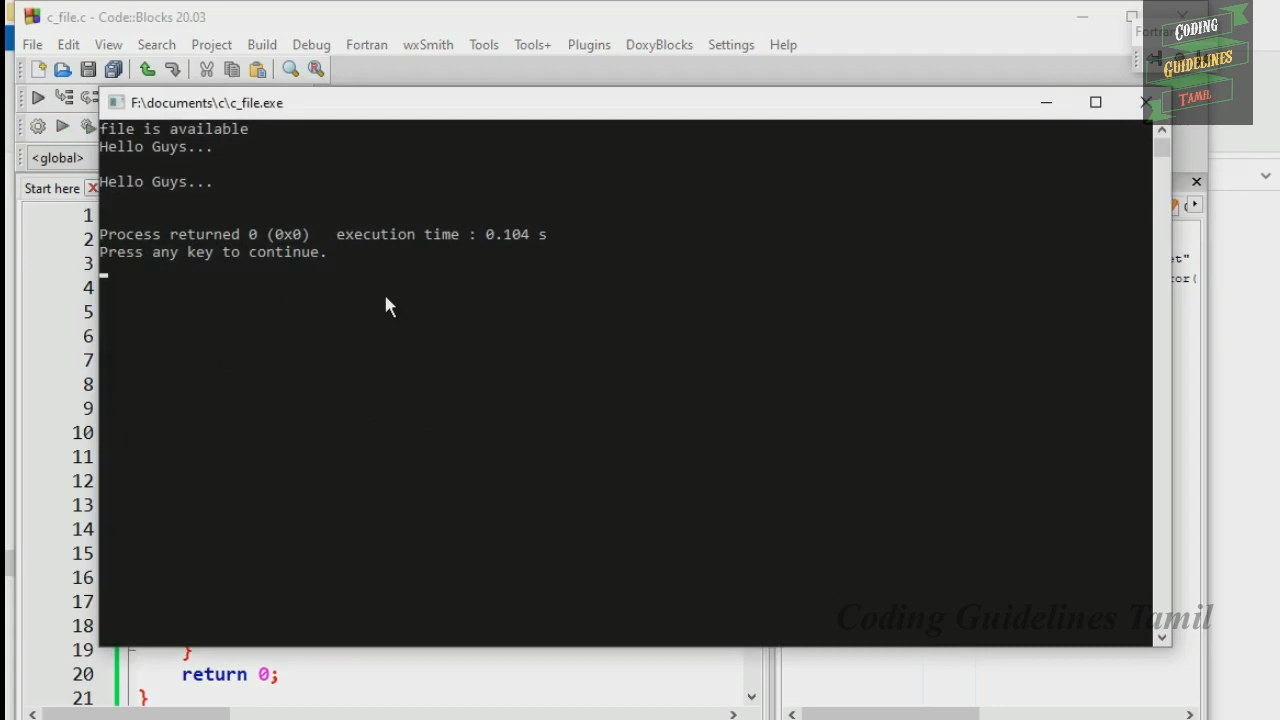 c_file.c - Code::Blocks 20.03
File Edit View Search Project Build Debug Fortran wxSmith Tools Tools+ Plugins DoxyBlocks Settings Help
CODING
GUIDELINES
TAMIL
F:\documents\c\c_file.exe
file is available
Hello Guys...
<global>
Hello Guys...
Start here
Process returned 0 (0x0) execution time : 0.104 s
Press any key to continue.
1
2
3
4
5
6
7
8
9
10
11
12
13
14
15
16
17
18
Coding Guidelines Tamil
19 }
20 return 0;
21 }